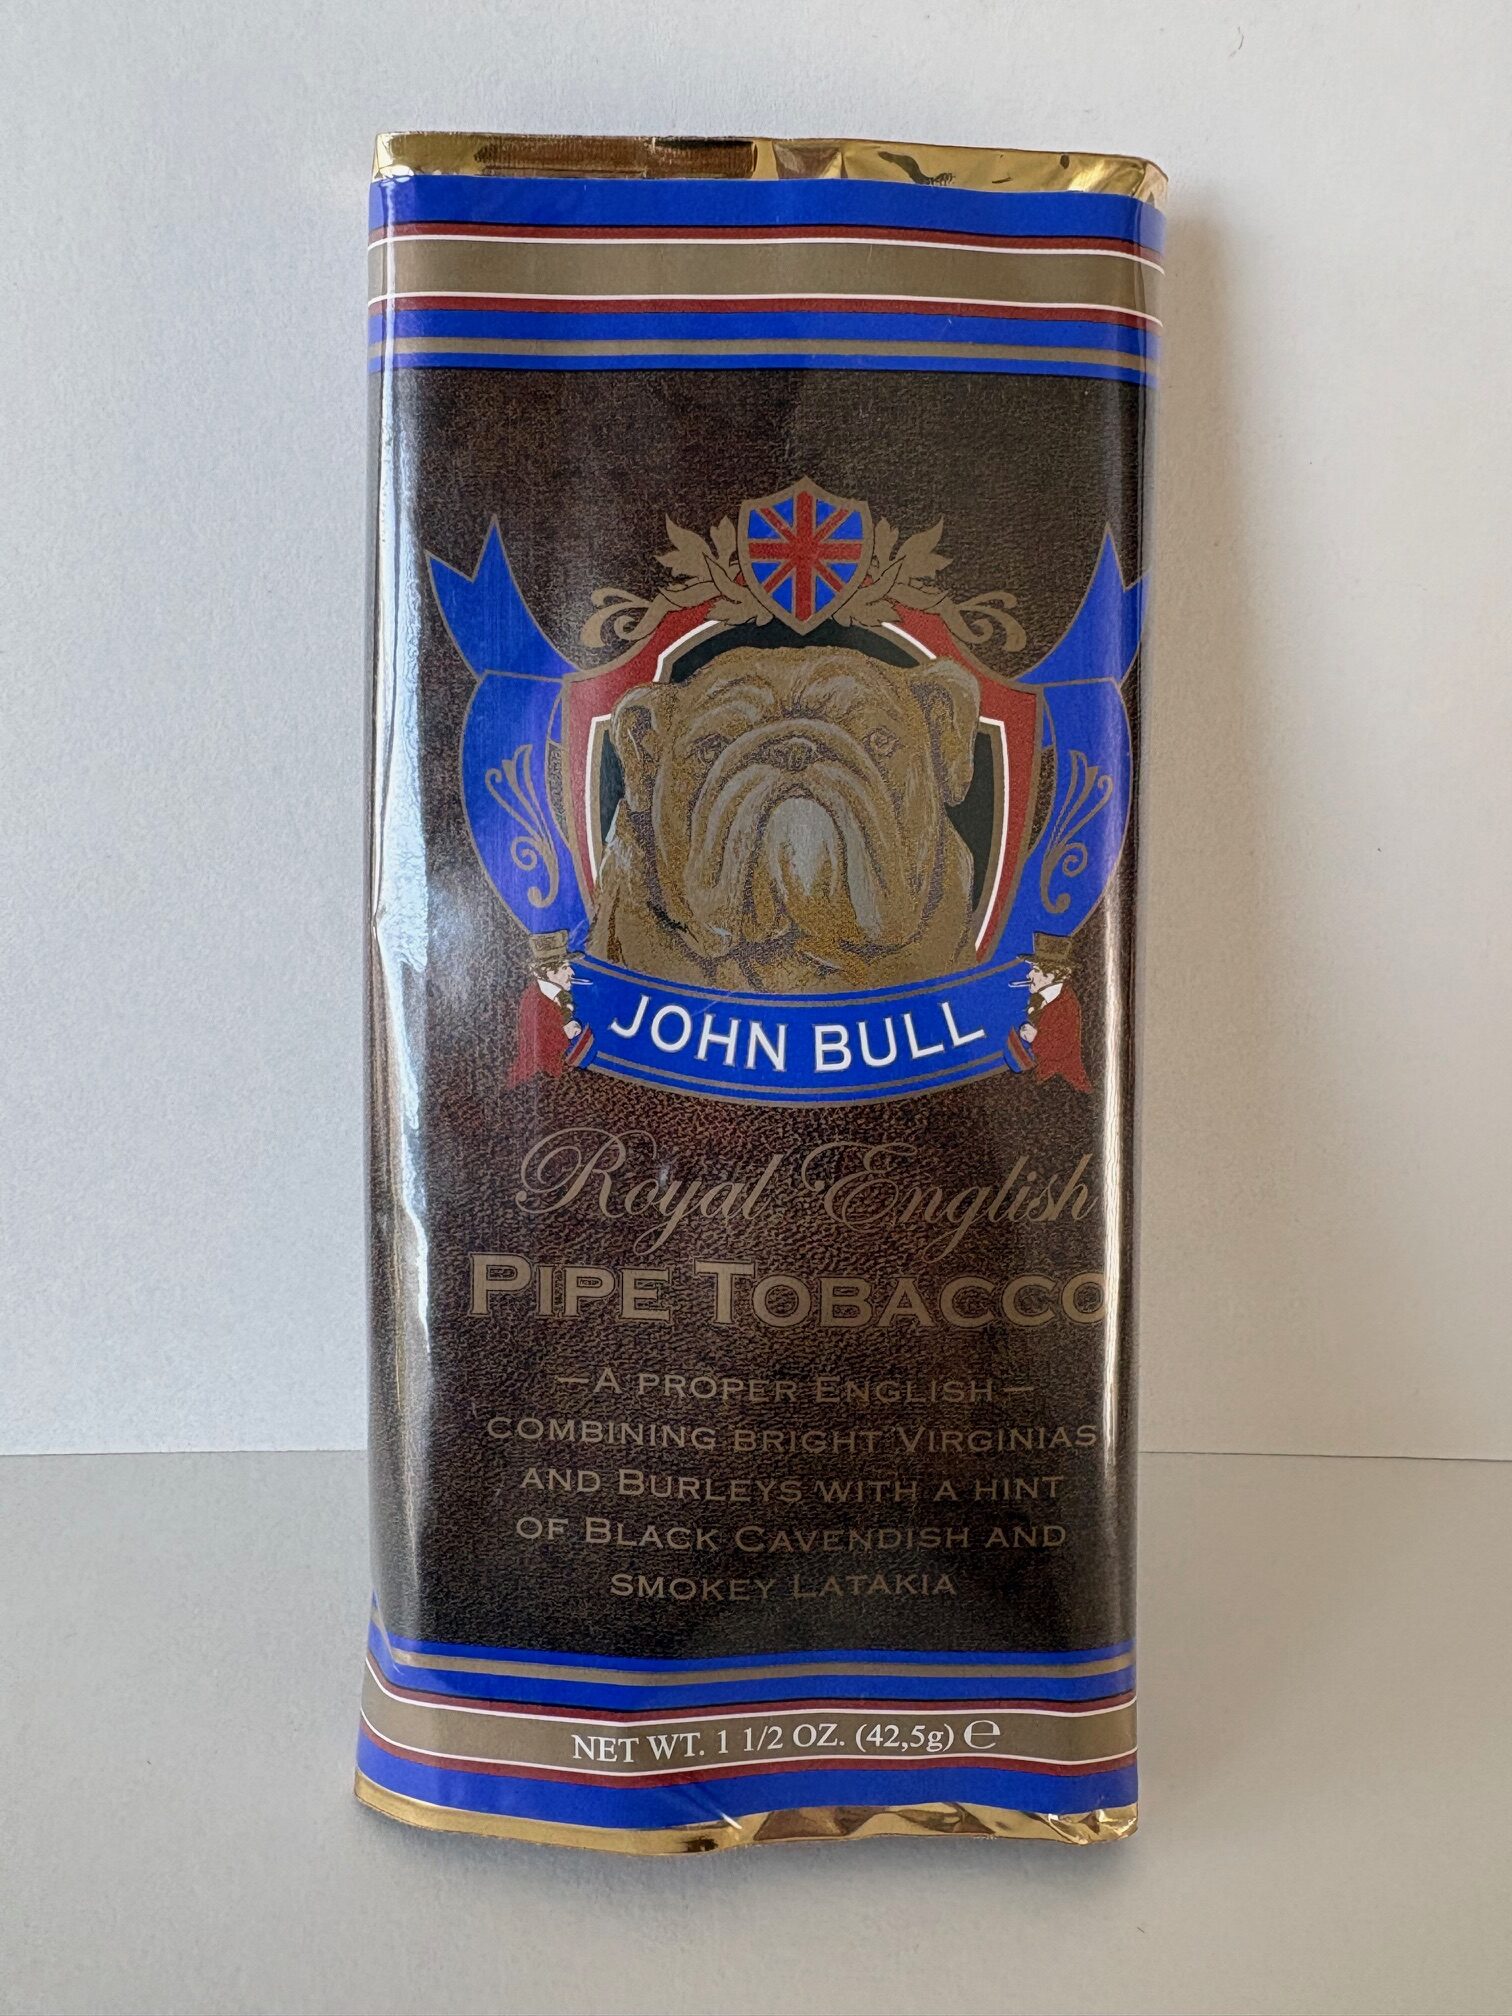 JOHN BULL
Royal English
PIPE TOBACCO
—A PROPER ENGLISH—
COMBINING BRIGHT VIRGINIAS
AND BURLEYS WITH A HINT
OF BLACK CAVENDISH AND
SMOKEY LATAKIA
NET WT. 1 1/2 OZ. (42,5g) ℮